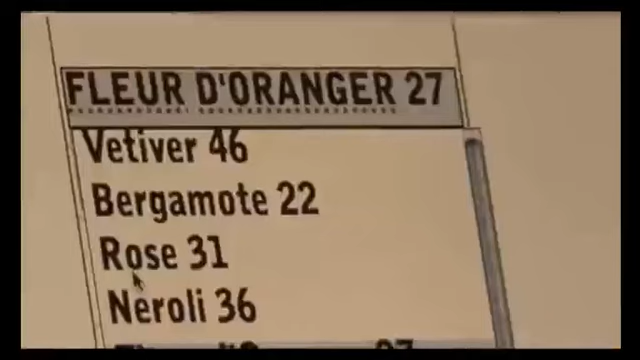 FLEUR D'ORANGER 27
Vetiver 46
Bergamote 22
Rose 31
Neroli 36